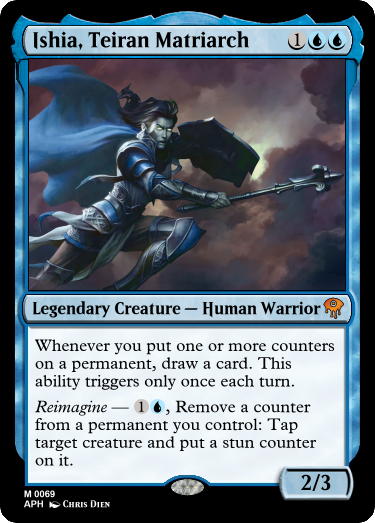 Ishia, Teiran Matriarch 1
Legendary Creature — Human Warrior
Whenever you put one or more counters
on a permanent, draw a card. This
ability triggers only once each turn.
Reimagine — 1, Remove a counter
from a permanent you control: Tap
target creature and put a stun counter
on it.
2/3
M 0069
APH Chris Dien